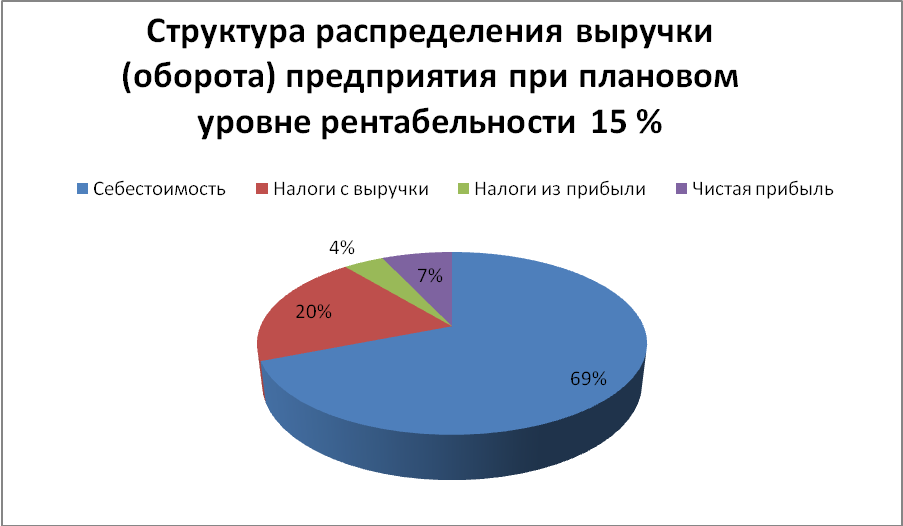 Структура распределения выручки
(оборота) предприятия при плановом
уровне рентабельности 15 %
Себестоимость Налоги с выручки Налоги из прибыли Чистая прибыль
4%
7%
20%
69%